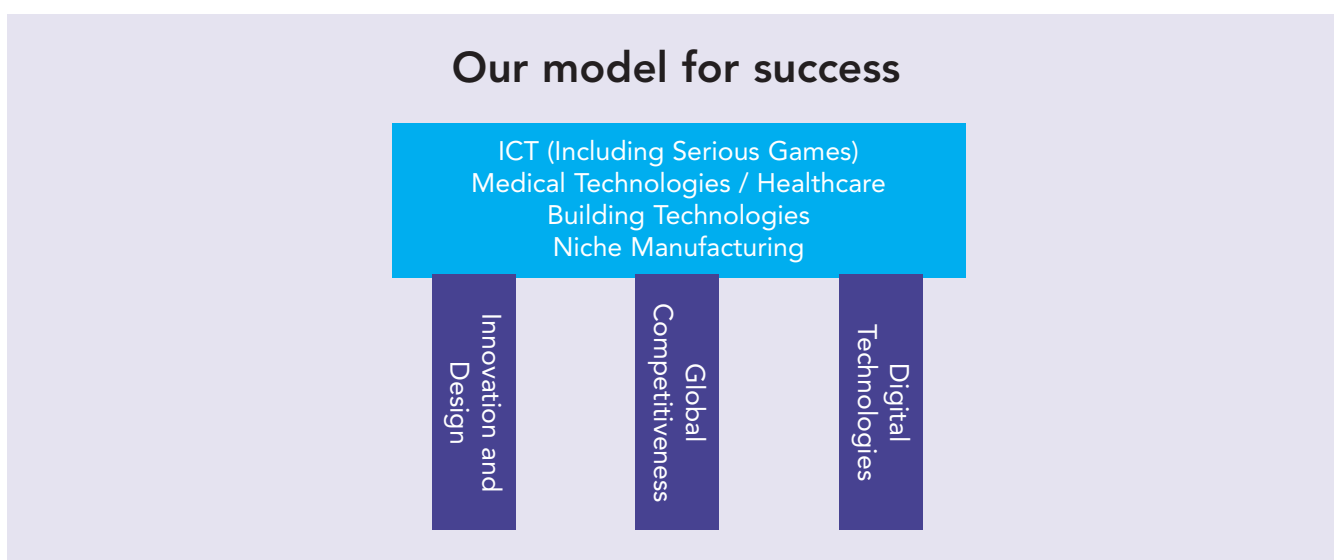 Our model for success
ICT (Including Serious Games)
Medical Technologies / Healthcare
Building Technologies
Niche Manufacturing
Innovation and
Design
Global
Competitiveness
Digital
Technologies